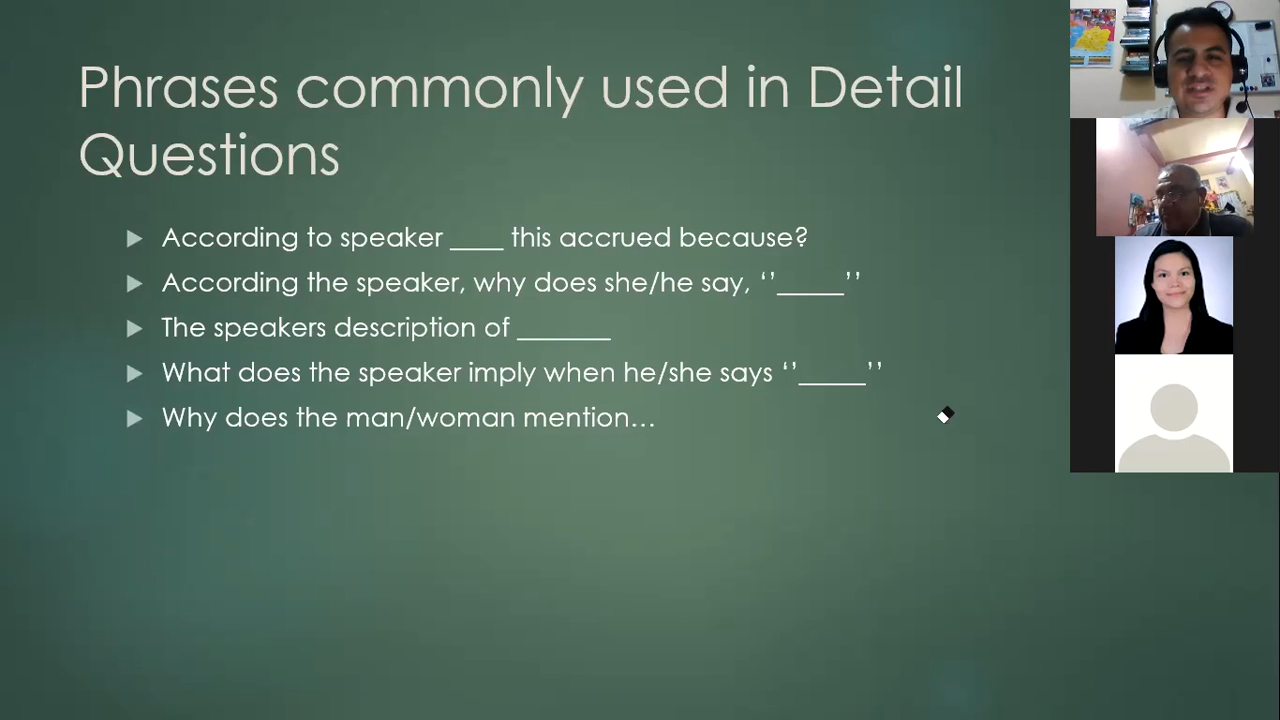 Phrases commonly used in Detail
Questions
According to speaker ____ this accrued because?
According the speaker, why does she/he say, ‘’_____’’
The speakers description of _______
What does the speaker imply when he/she says ‘’_____’’
Why does the man/woman mention…